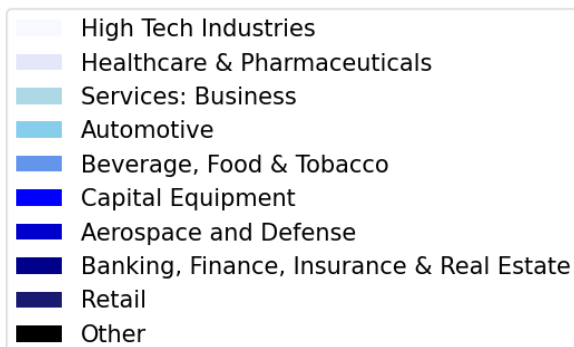 High Tech Industries
Healthcare & Pharmaceuticals
Services: Business
Automotive
Beverage, Food & Tobacco
Capital Equipment
Aerospace and Defense
Banking, Finance, Insurance & Real Estate
Retail
Other